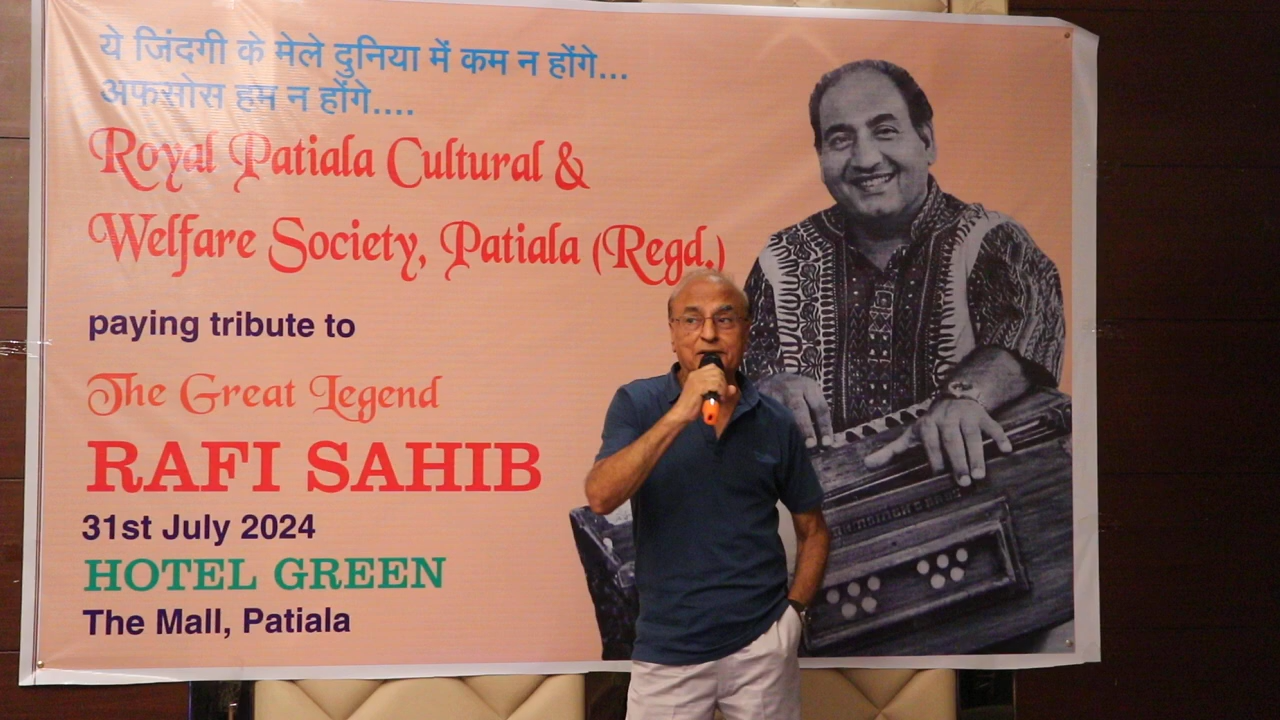 ये जिंदगी के मेले दुनिया में कम न होंगे...
अफसोस हम न होंगे....
Royal Patiala Cultural &
Welfare Society, Patiala (Regd.)
paying tribute to
The Great Legend
RAFI SAHIB
31st July 2024
HOTEL GREEN
The Mall, Patiala